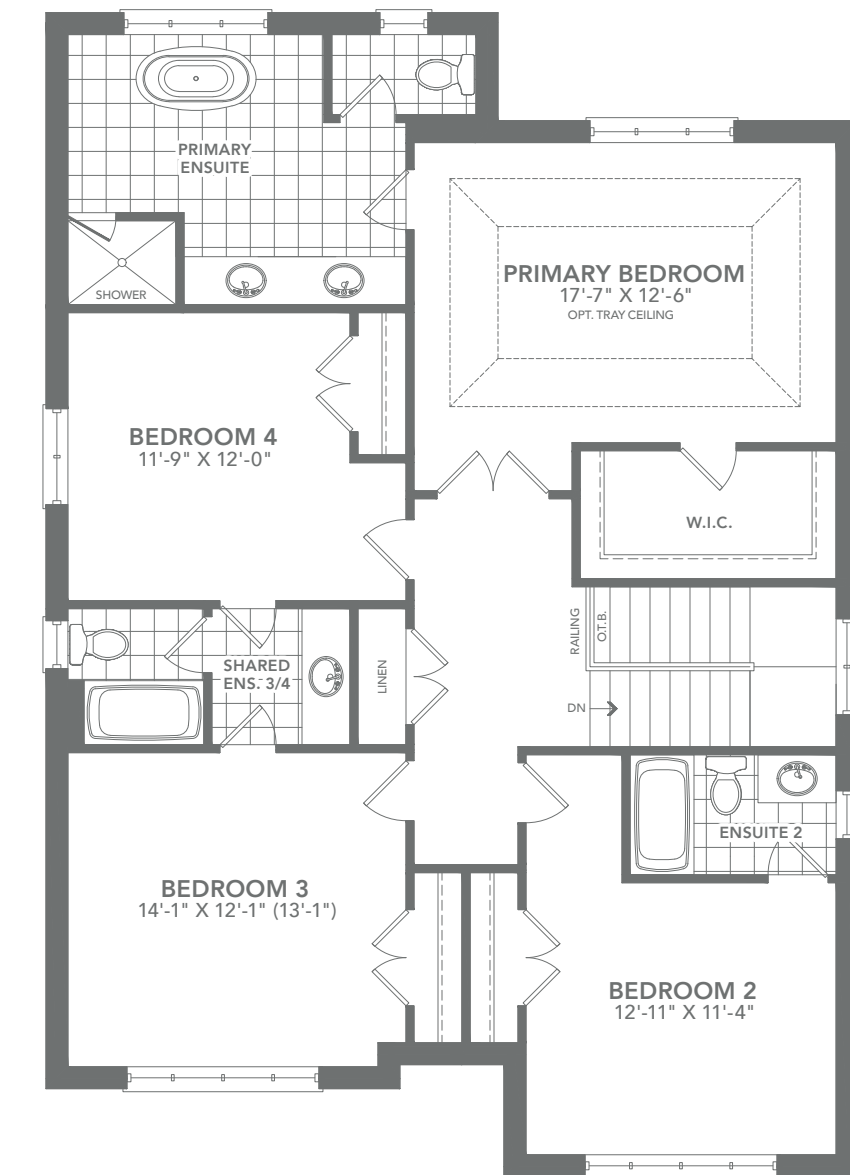 PRIMARY
ENSUITE
SHOWER
PRIMARY BEDROOM
17'-7" X 12'-6"
OPT. TRAY CEILING
BEDROOM 4
11'-9" X 12'-0"
W.I.C.
RAILING
O.T.B.
SHARED
ENS. 3/4
LINEN
DN
ENSUITE 2
BEDROOM 3
14'-1" X 12'-1" (13'-1")
BEDROOM 2
12'-11" X 11'-4"